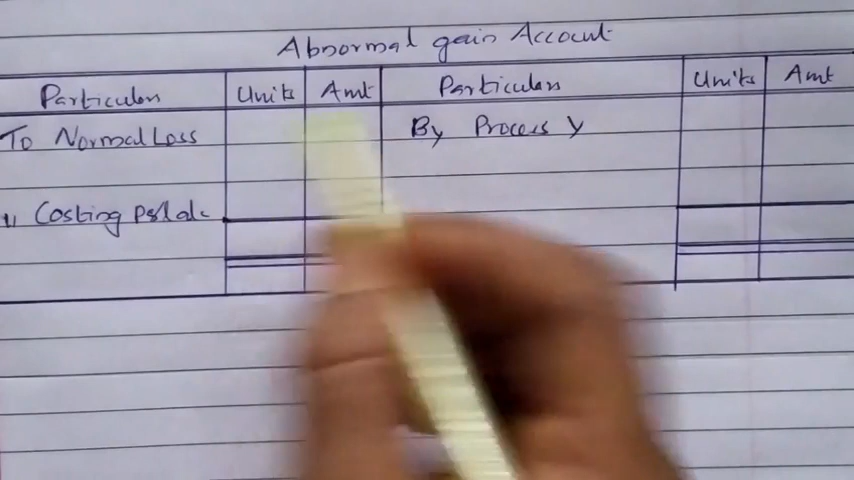 Abnormal gain Account
Particulars Units Amt Particulars Units Amt
To Normal Loss By Process Y
" Costing P&L a/c